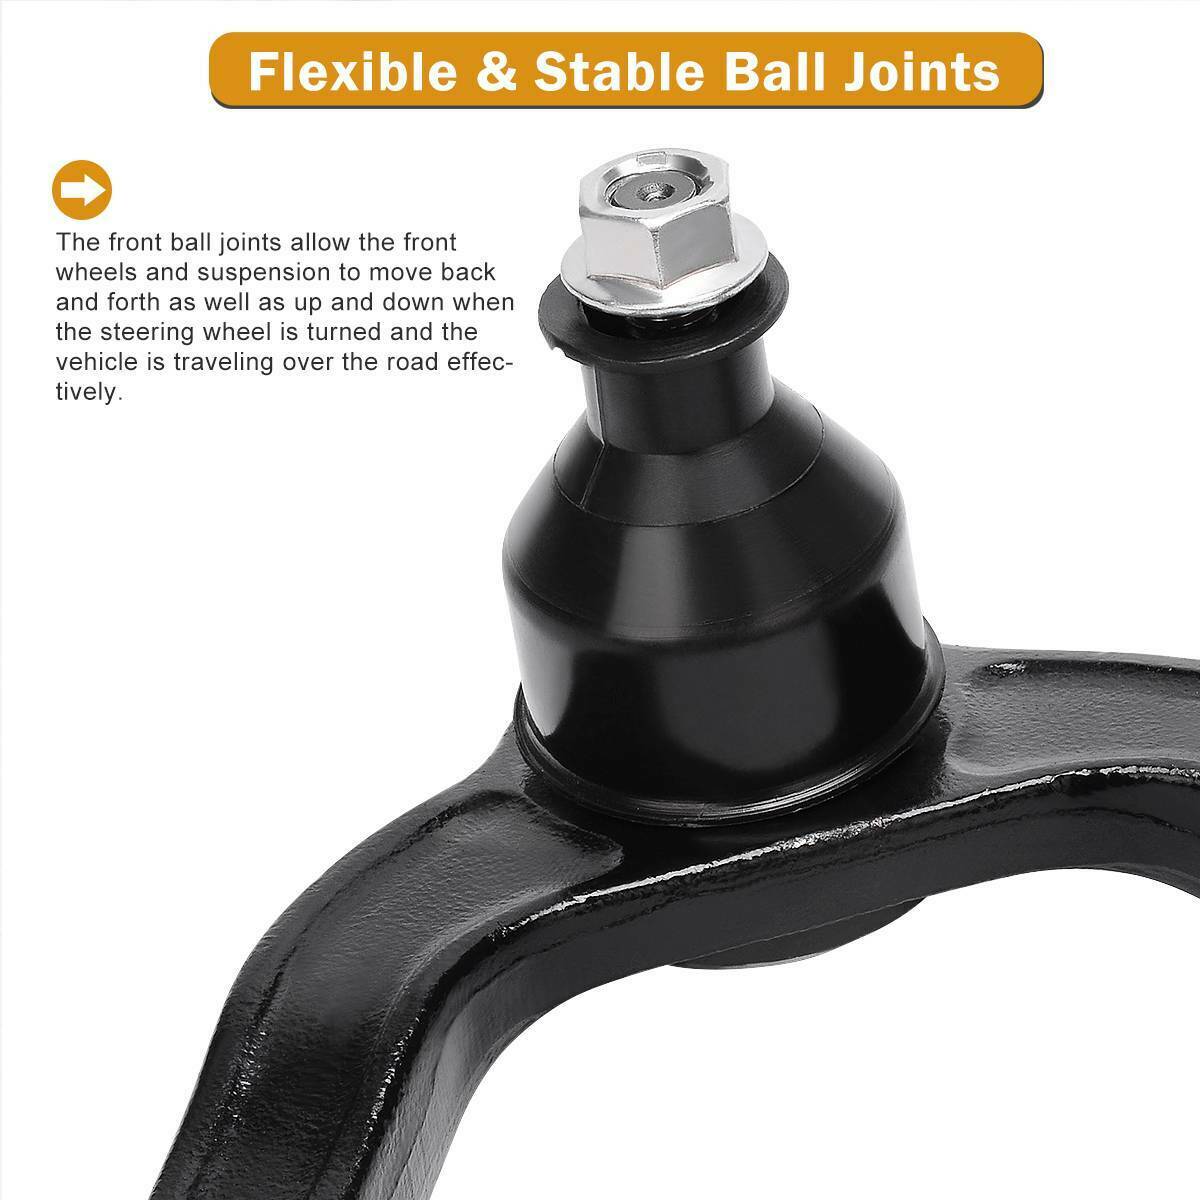 Flexible & Stable Ball Joints
The front ball joints allow the front
wheels and suspension to move back
and forth as well as up and down when
the steering wheel is turned and the
vehicle is traveling over the road effec-
tively.